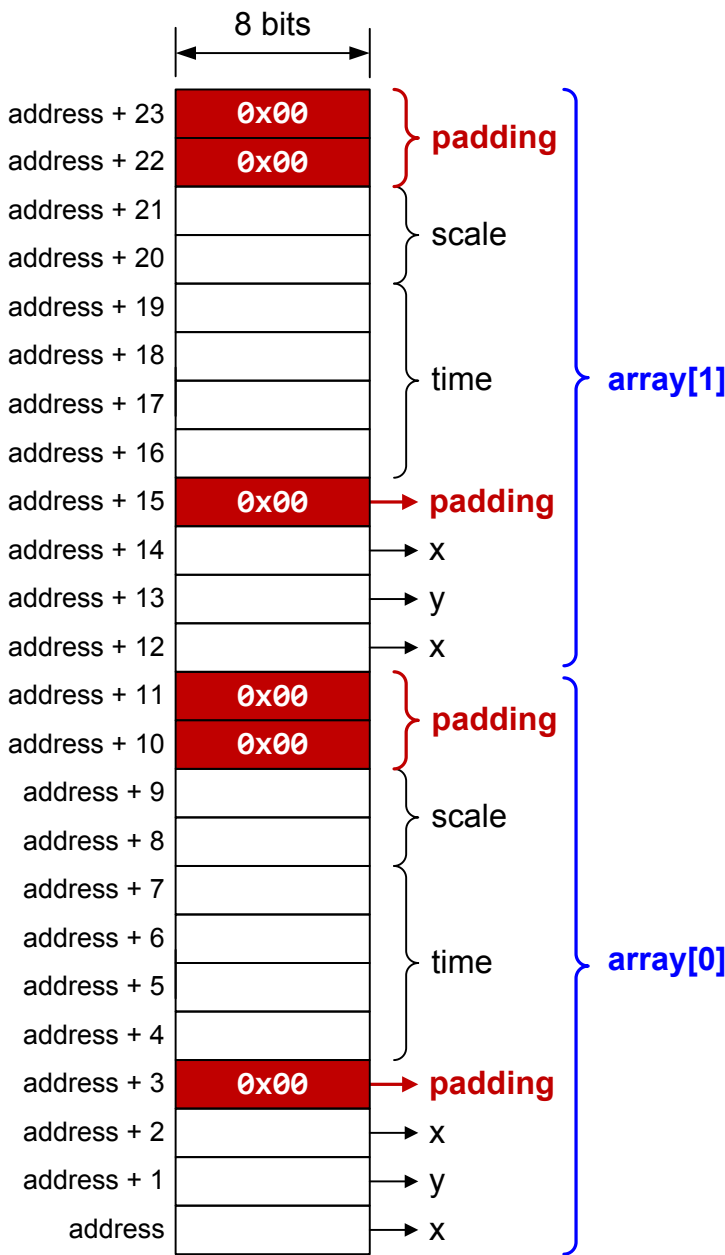 8 bits
address + 23 0x00 padding
address + 22 0x00
address + 21 scale
address + 20
address + 19
address + 18 time array[1]
address + 17
address + 16
address + 15 0x00 padding
address + 14 x
address + 13 y
address + 12 x
address + 11 0x00 padding
address + 10 0x00
address + 9 scale
address + 8
address + 7
address + 6 time array[0]
address + 5
address + 4
address + 3 0x00 padding
address + 2 x
address + 1 y
address x